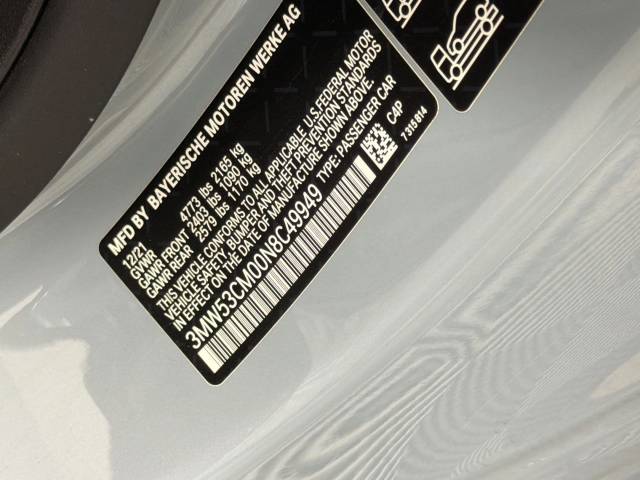 MFD BY BAYERISCHE MOTOREN WERKE AG
12/21
GVWR 4773 lbs 2165 kg
GAWR FRONT 2403 lbs 1090 kg
GAWR REAR 2579 lbs 1170 kg
THIS VEHICLE CONFORMS TO ALL APPLICABLE U.S. FEDERAL MOTOR
VEHICLE SAFETY, BUMPER AND THEFT PREVENTION STANDARDS
IN EFFECT ON THE DATE OF MANUFACTURE SHOWN ABOVE.
3MW53CM00N8C49949 TYPE: PASSENGER CAR
C4P
7315614